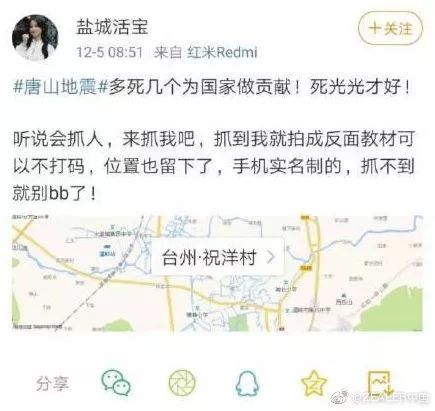 盐城活宝
12-5 08:51 来自 红米Redmi
+关注
#唐山地震#多死几个为国家做贡献！死光光才好！
听说会抓人，来抓我吧，抓到我就拍成反面教材可
以不打码，位置也留下了，手机实名制的，抓不到
就别bb了！
台州·祝洋村 >
分享
@ZEALER中国